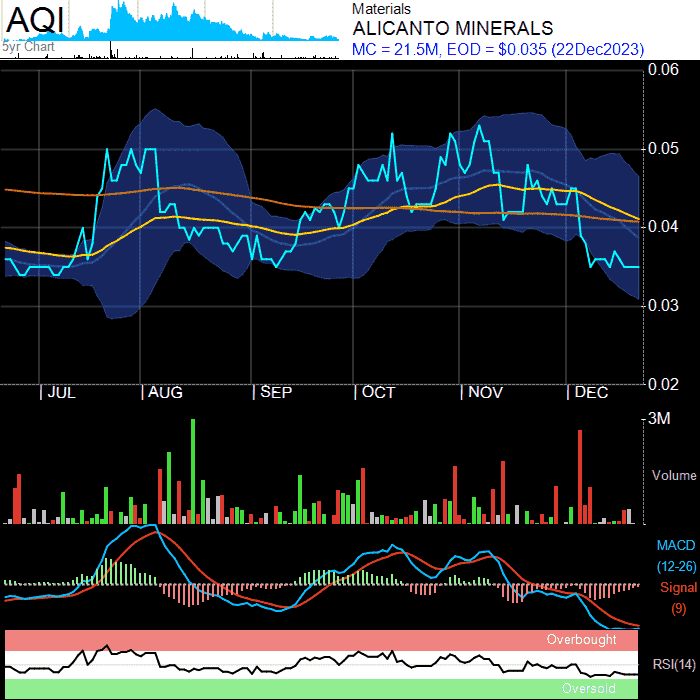 AQI
5yr Chart
Materials
ALICANTO MINERALS
MC = 21.5M, EOD = $0.035 (22Dec2023)
0.06
0.05
0.04
0.03
0.02
JUL AUG SEP OCT NOV DEC
3M
Volume
MACD
(12-26)
Signal
(9)
Overbought
RSI(14)
Oversold